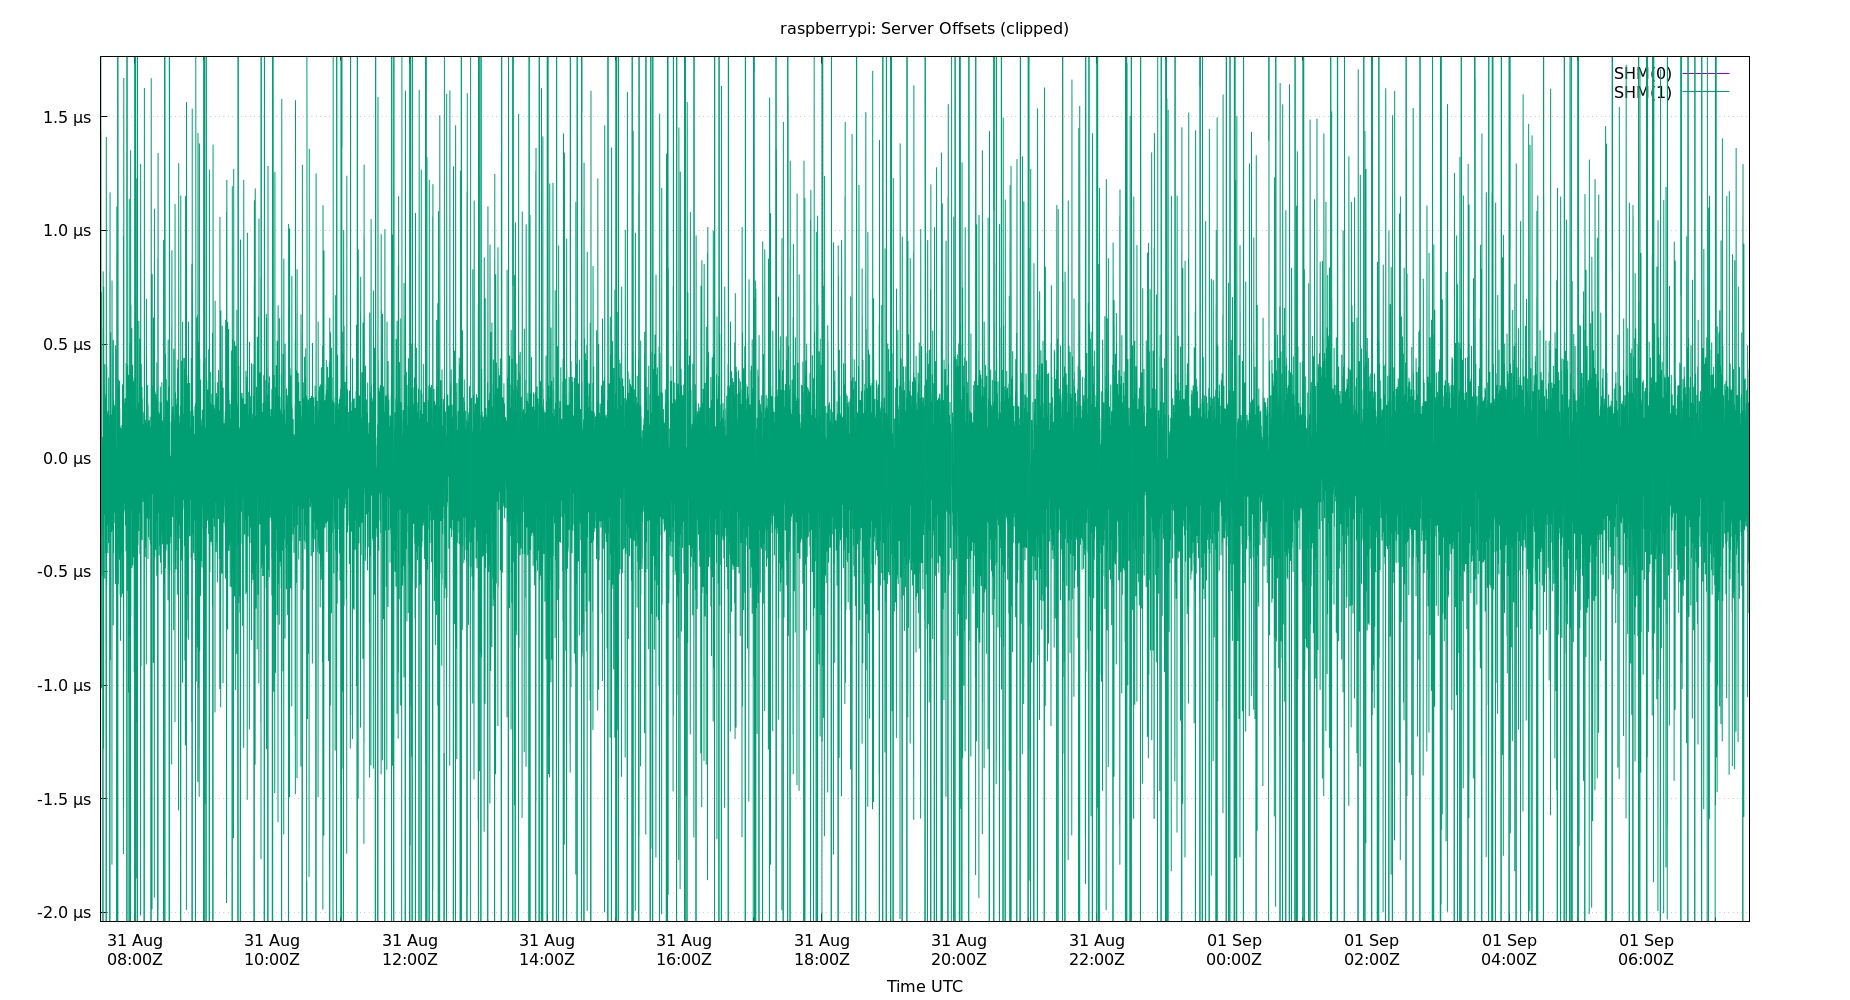 raspberrypi: Server Offsets (clipped)
SHM(0)
SHM(1)
1.5 µs
1.0 µs
0.5 µs
0.0 µs
-0.5 µs
-1.0 µs
-1.5 µs
-2.0 µs
31 Aug 31 Aug 31 Aug 31 Aug 31 Aug 31 Aug 31 Aug 31 Aug 01 Sep 01 Sep 01 Sep 01 Sep
08:00Z 10:00Z 12:00Z 14:00Z 16:00Z 18:00Z 20:00Z 22:00Z 00:00Z 02:00Z 04:00Z 06:00Z
Time UTC